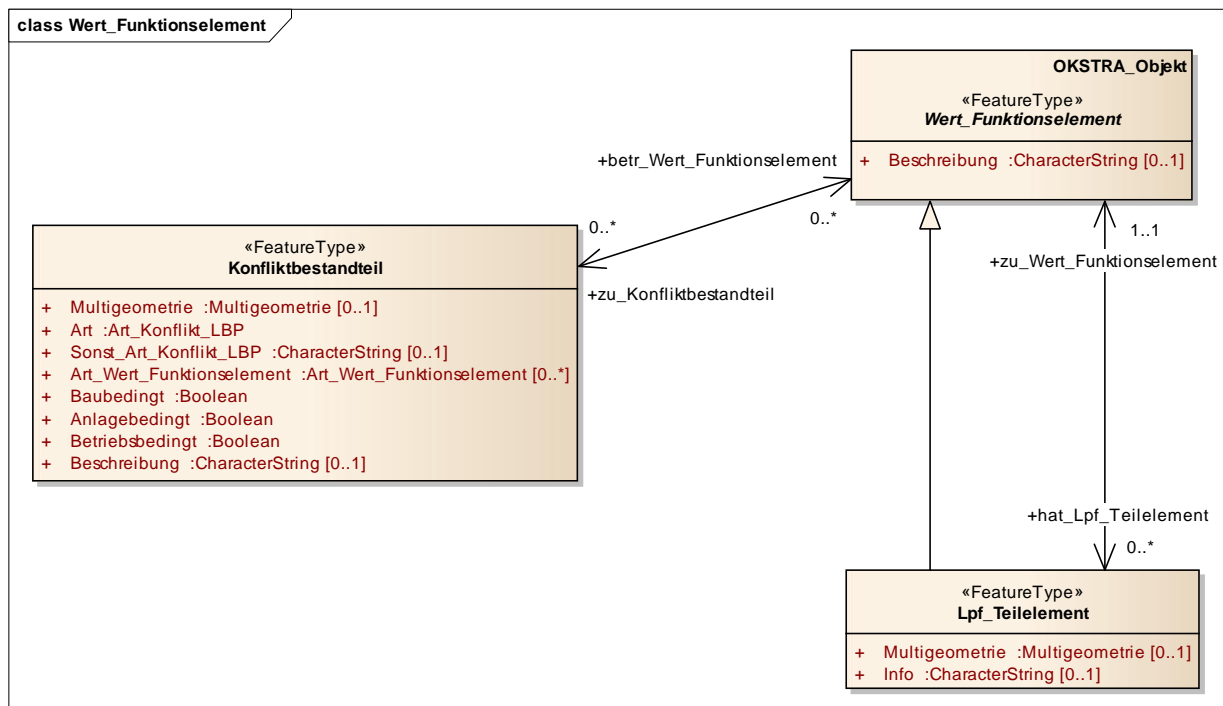 class Wert_Funktionselement
OKSTRA_Objekt
«FeatureType»
Wert_Funktionselement
+ Beschreibung :CharacterString [0..1]
+betr_Wert_Funktionselement
0..*
0..*
+zu_Konfliktbestandteil
«FeatureType»
Konfliktbestandteil
+ Multigeometrie :Multigeometrie [0..1]
+ Art :Art_Konflikt_LBP
+ Sonst_Art_Konflikt_LBP :CharacterString [0..1]
+ Art_Wert_Funktionselement :Art_Wert_Funktionselement [0..*]
+ Baubedingt :Boolean
+ Anlagebedingt :Boolean
+ Betriebsbedingt :Boolean
+ Beschreibung :CharacterString [0..1]
1..1
+zu_Wert_Funktionselement
+hat_Lpf_Teilelement
0..*
«FeatureType»
Lpf_Teilelement
+ Multigeometrie :Multigeometrie [0..1]
+ Info :CharacterString [0..1]